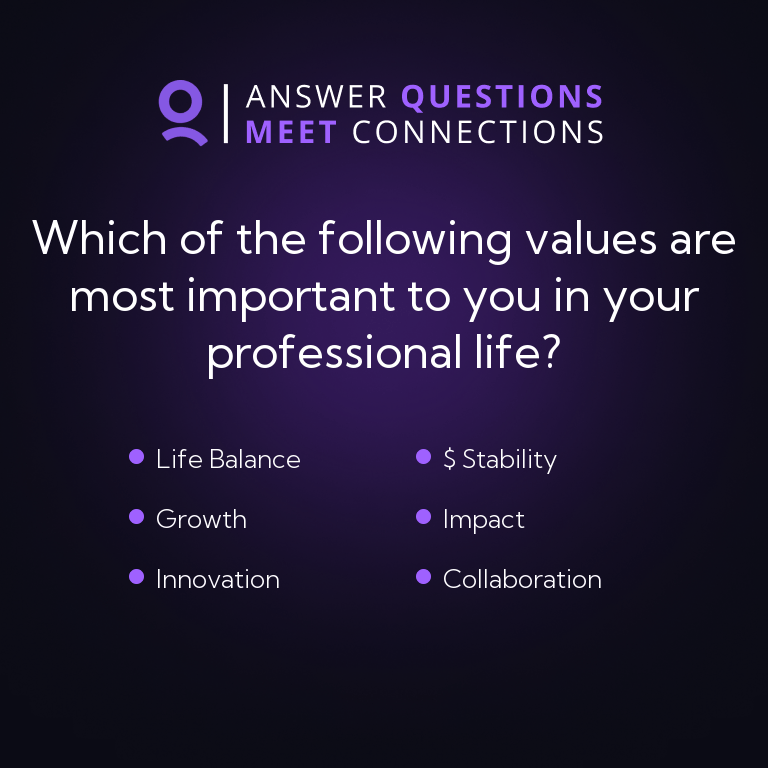 ANSWER QUESTIONS
MEET CONNECTIONS
Which of the following values are
most important to you in your
professional life?
Life Balance
$ Stability
Growth
Impact
Innovation
Collaboration